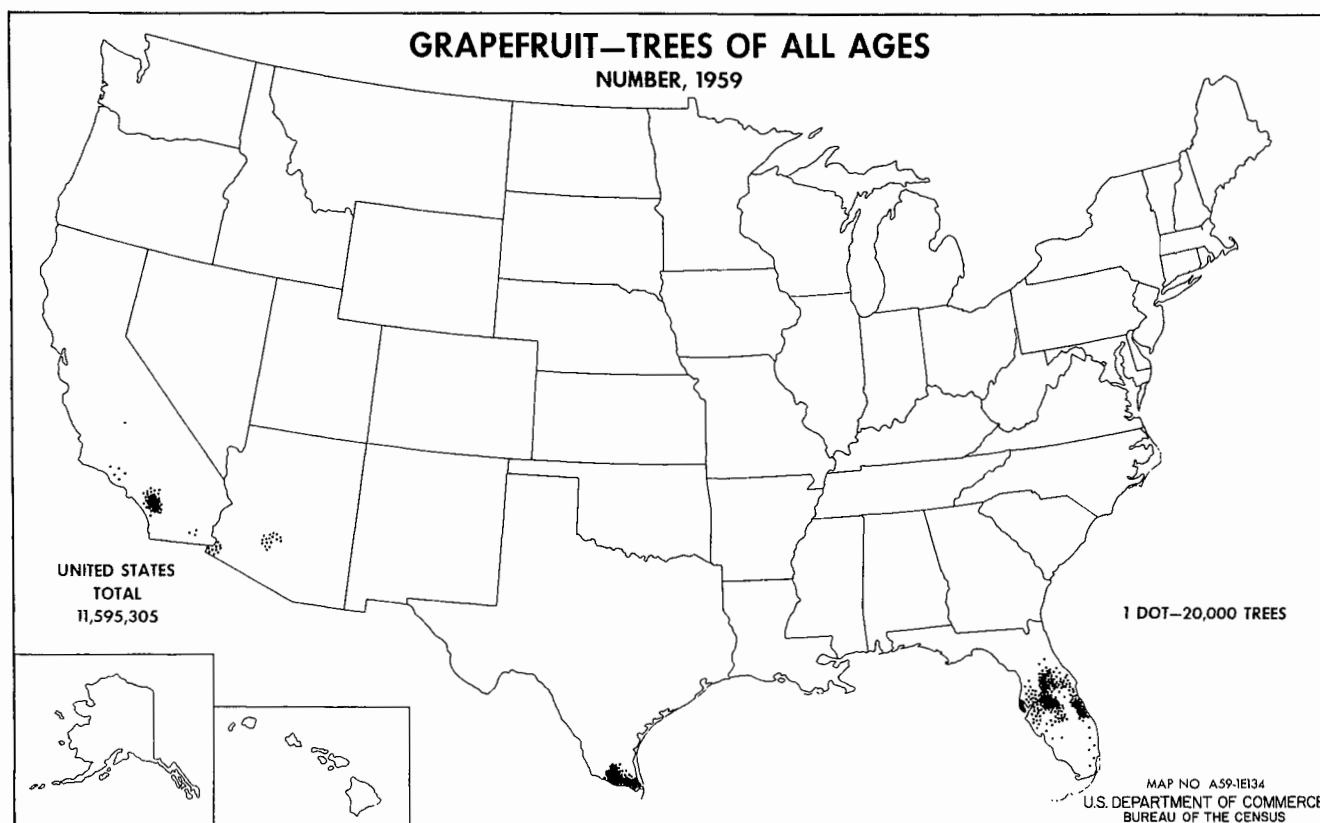 GRAPEFRUIT—TREES OF ALL AGES
NUMBER, 1959
UNITED STATES
TOTAL
11,595,305
1 DOT—20,000 TREES
MAP NO A59-1E134
U.S. DEPARTMENT OF COMMERCE
BUREAU OF THE CENSUS